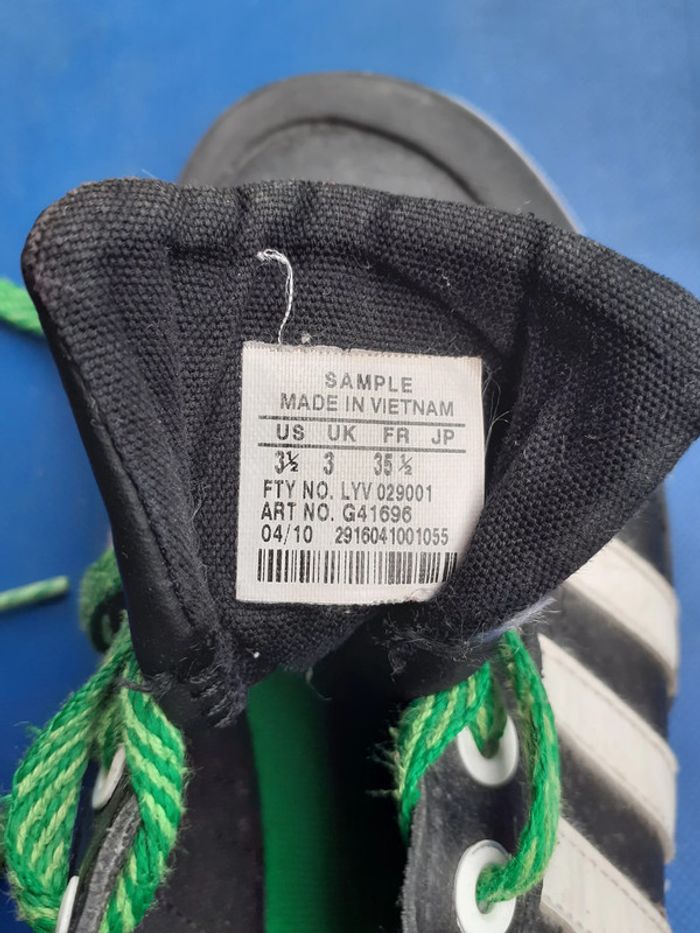 SAMPLE
MADE IN VIETNAM
US UK FR JP
3½ 3 35 ½
FTY NO. LYV 029001
ART NO. G41696
04/10 2916041001055